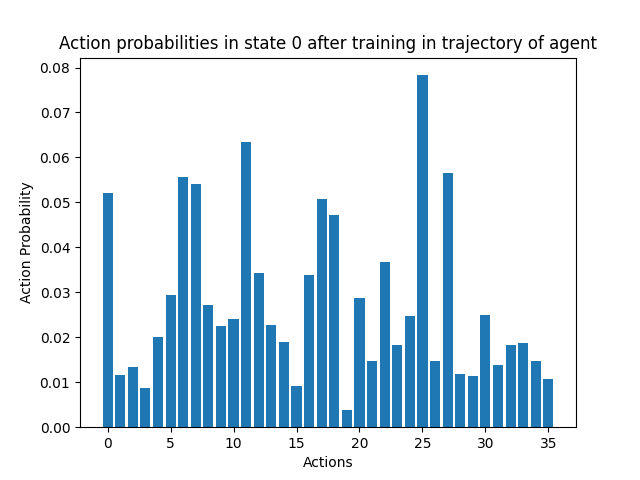 Action probabilities in state 0 after training in trajectory of agent
0.08
0.07
0.06
0.05
0.04
0.03
0.02
0.01
0.00
Action Probability
0 5 10 15 20 25 30 35
Actions